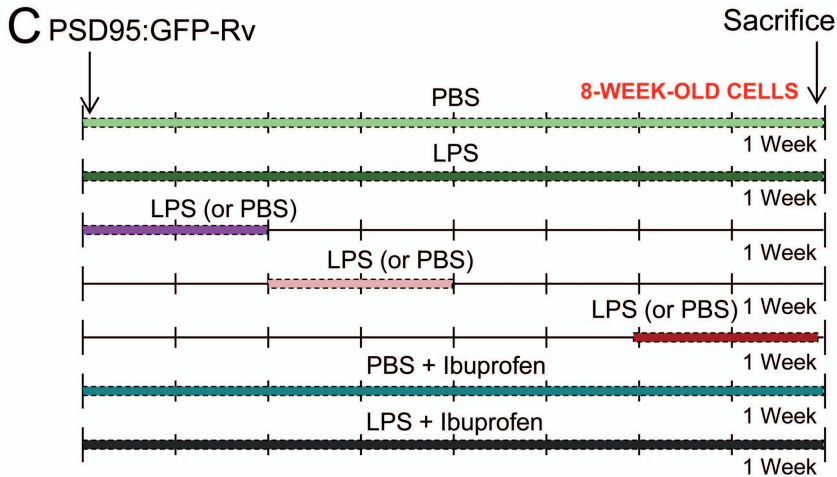 C PSD95:GFP-Rv
Sacrifice
8-WEEK-OLD CELLS
PBS
1 Week
LPS
1 Week
LPS (or PBS)
1 Week
LPS (or PBS)
1 Week
LPS (or PBS)
1 Week
PBS + Ibuprofen
1 Week
LPS + Ibuprofen
1 Week